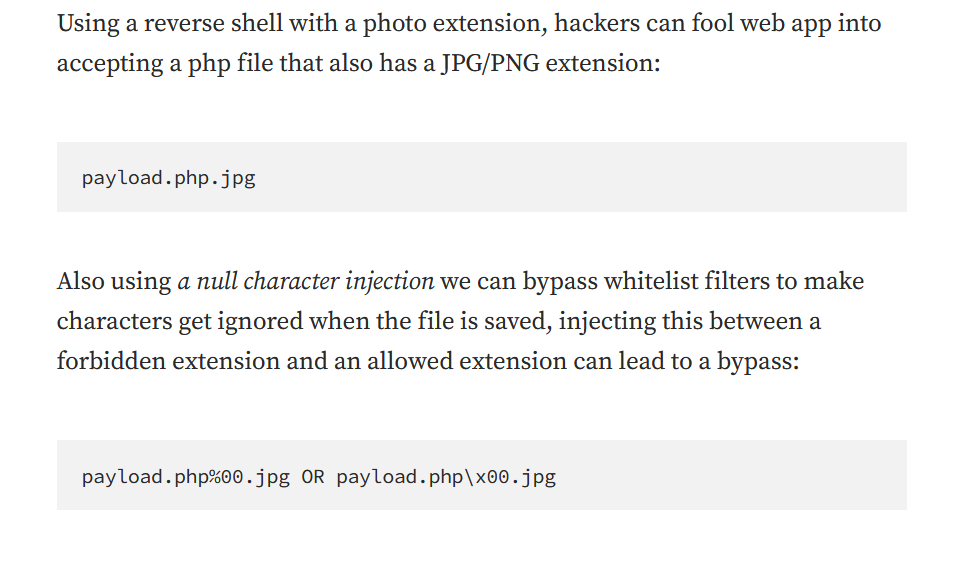 Using a reverse shell with a photo extension, hackers can fool web app into
accepting a php file that also has a JPG/PNG extension:
payload.php.jpg
Also using a null character injection we can bypass whitelist filters to make
characters get ignored when the file is saved, injecting this between a
forbidden extension and an allowed extension can lead to a bypass:
payload.php%00.jpg OR payload.php\x00.jpg